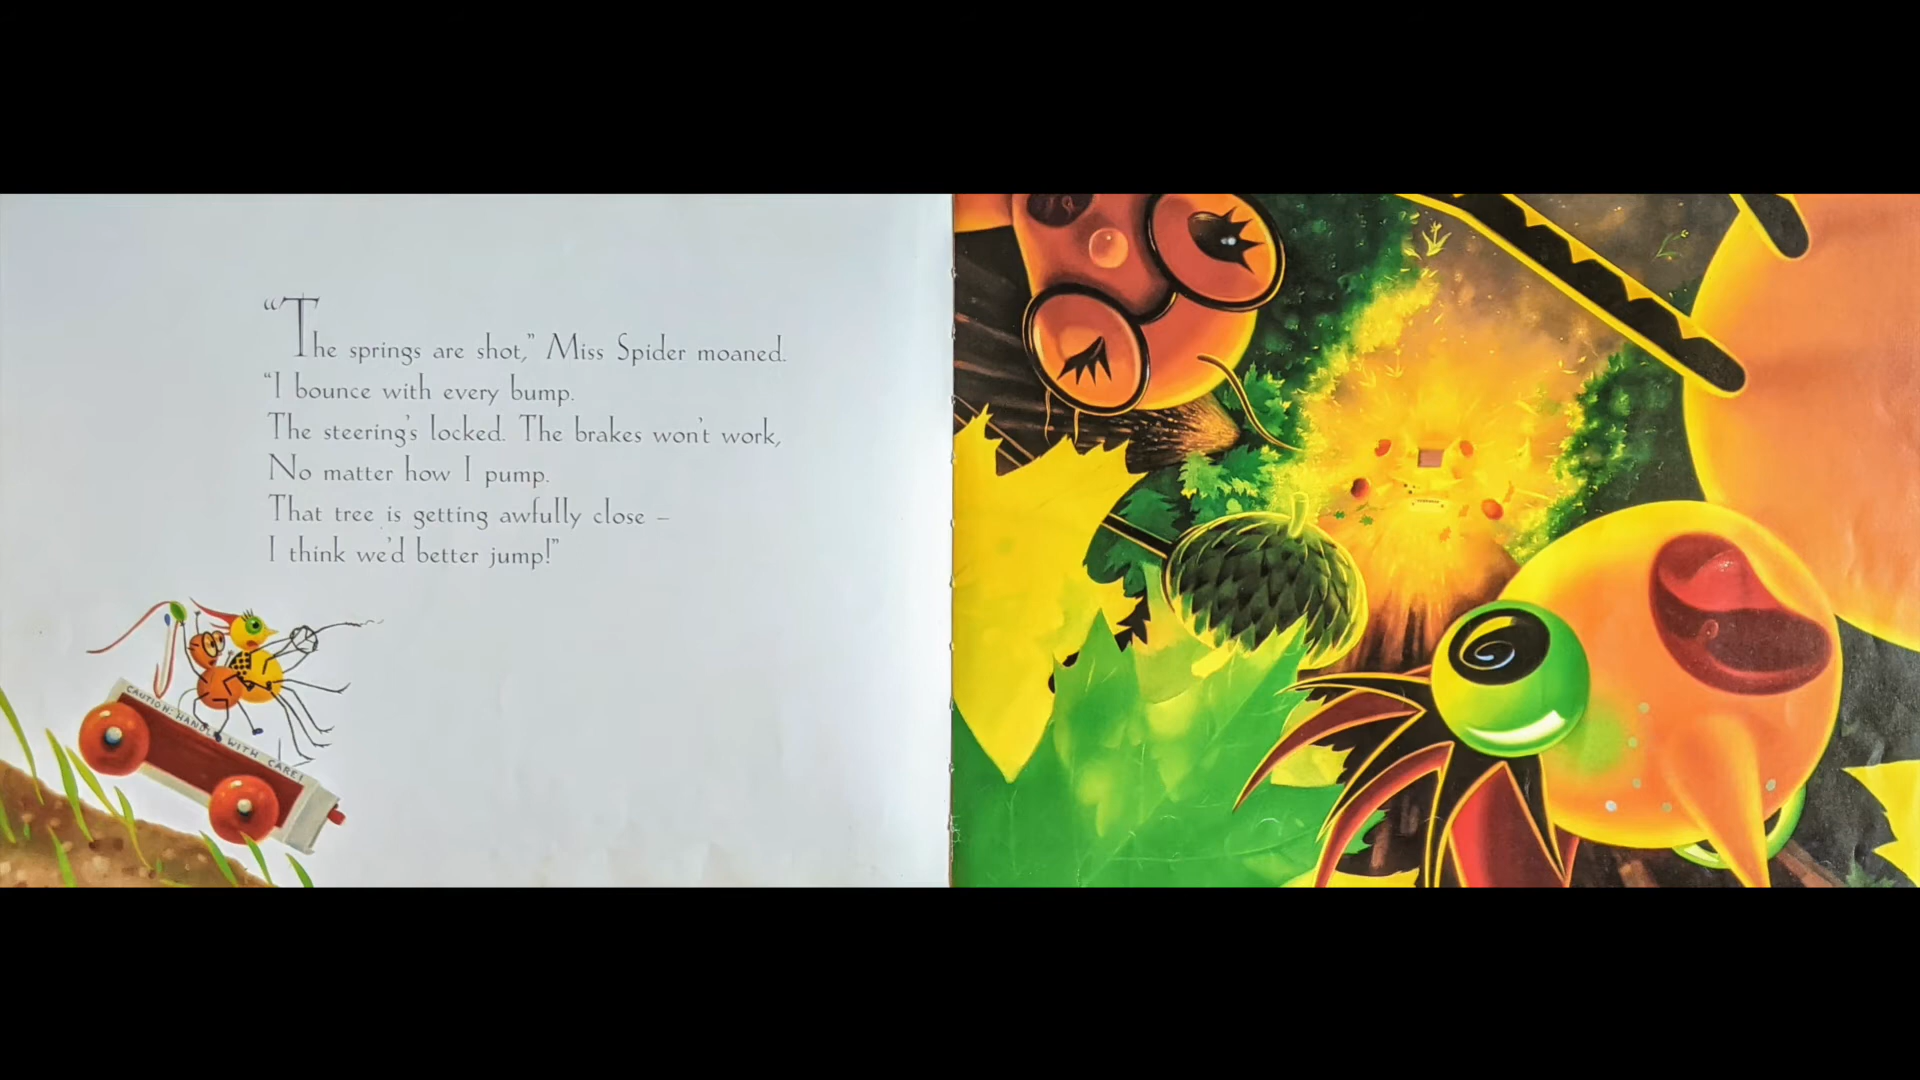 “The springs are shot,” Miss Spider moaned.
“I bounce with every bump.
The steering's locked. The brakes won't work,
No matter how I pump.
That tree is getting awfully close –
I think we'd better jump!”
CAUTION: HANDLE WITH CARE!